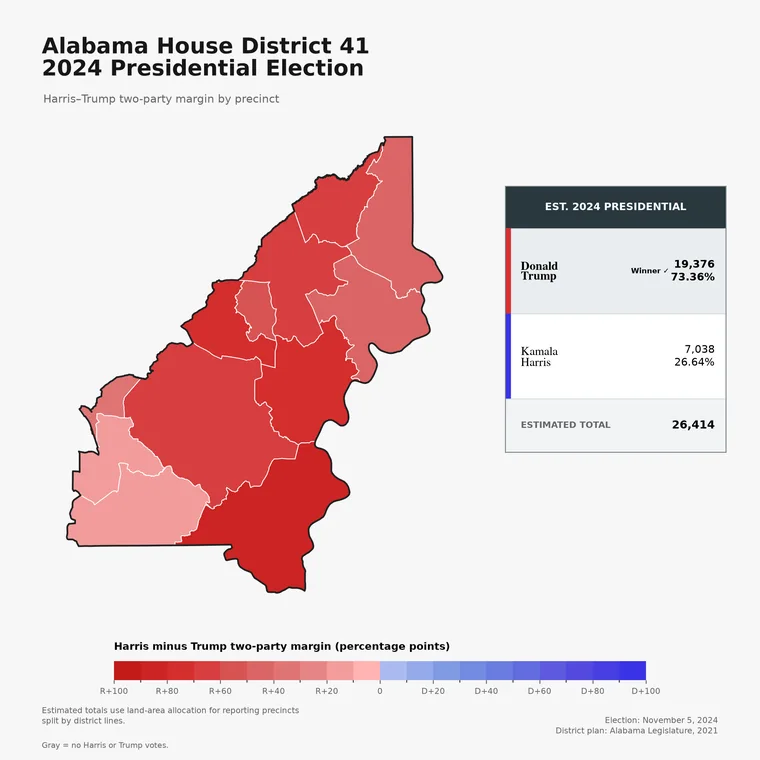 Alabama House District 41
2024 Presidential Election
Harris–Trump two-party margin by precinct
EST. 2024 PRESIDENTIAL
Donald
Trump
Winner ✓
19,376
73.36%
Kamala
Harris
7,038
26.64%
ESTIMATED TOTAL
26,414
Harris minus Trump two-party margin (percentage points)
R+100 R+80 R+60 R+40 R+20 0 D+20 D+40 D+60 D+80 D+100
Estimated totals use land-area allocation for reporting precincts
split by district lines.
Gray = no Harris or Trump votes.
Election: November 5, 2024
District plan: Alabama Legislature, 2021